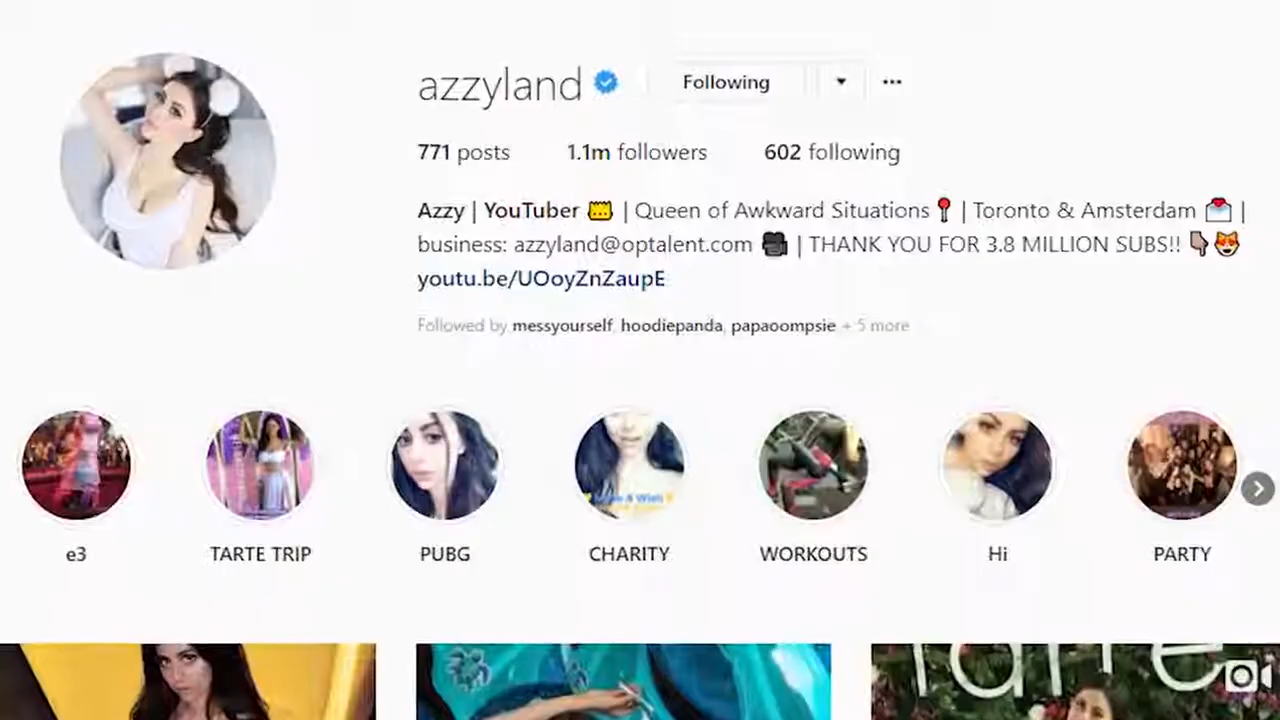 azzyland Following
771 posts 1.1m followers 602 following
Azzy | YouTuber | Queen of Awkward Situations | Toronto & Amsterdam |
business: azzyland@optalent.com | THANK YOU FOR 3.8 MILLION SUBS!!
youtu.be/UOoyZnZaupE
Followed by messyourself, hoodiepanda, papaoompsie + 5 more
e3 TARTE TRIP PUBG CHARITY WORKOUTS Hi PARTY
tarte